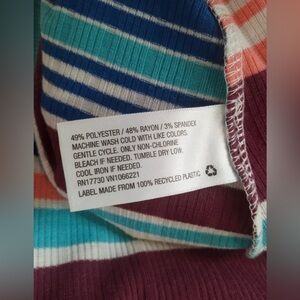 49% POLYESTER / 48% RAYON / 3% SPANDEX
MACHINE WASH COLD WITH LIKE COLORS.
GENTLE CYCLE. ONLY NON-CHLORINE
BLEACH IF NEEDED. TUMBLE DRY LOW.
COOL IRON IF NEEDED.
RN17730 VN1066221
LABEL MADE FROM 100% RECYCLED PLASTIC